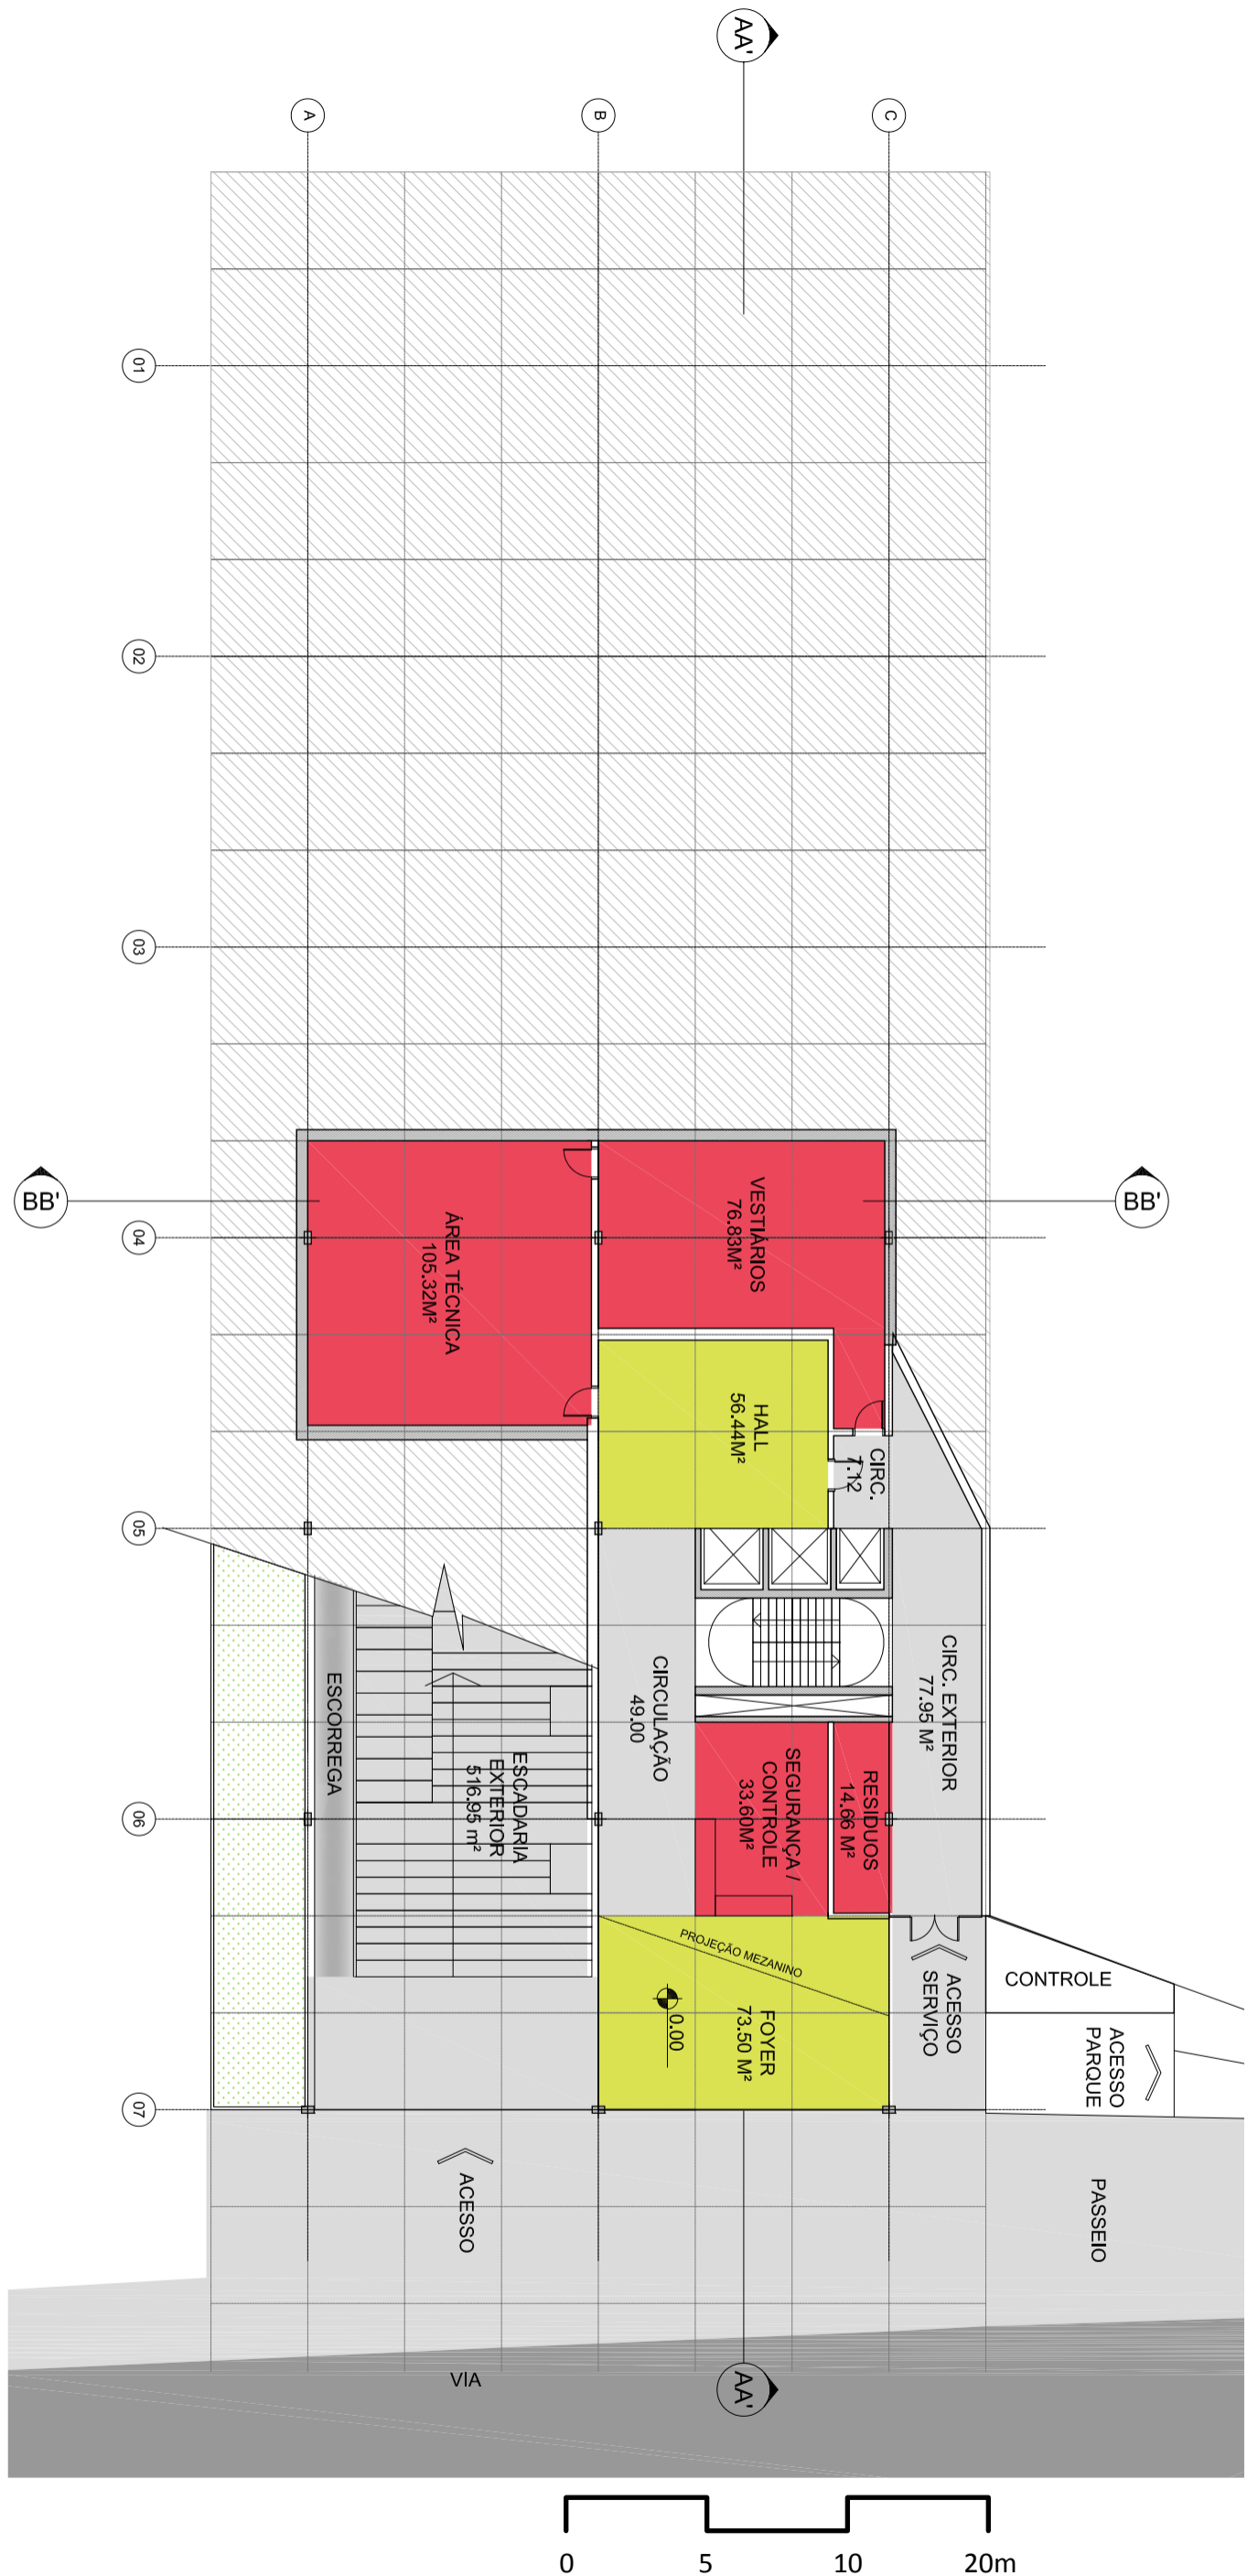 AA'
A
B
C
01
02
03
BB'
BB'
04
VESTIÁRIOS
76.83M²
ÁREA TÉCNICA
105.32M²
HALL
56.44M²
CIRC.
7.12
05
CIRC. EXTERIOR
77.95 M²
CIRCULAÇÃO
49.00
ESCORREGA
ESCADARIA
EXTERIOR
516.95 m²
SEGURANÇA /
CONTROLE
33.60M²
RESIDUOS
14.66 M²
06
PROJEÇÃO MEZANINO
ACESSO
SERVIÇO
CONTROLE
FOYER
73.50 M²
0.00
ACESSO
PARQUE
07
ACESSO
PASSEIO
VIA
AA'
0 5 10 20m